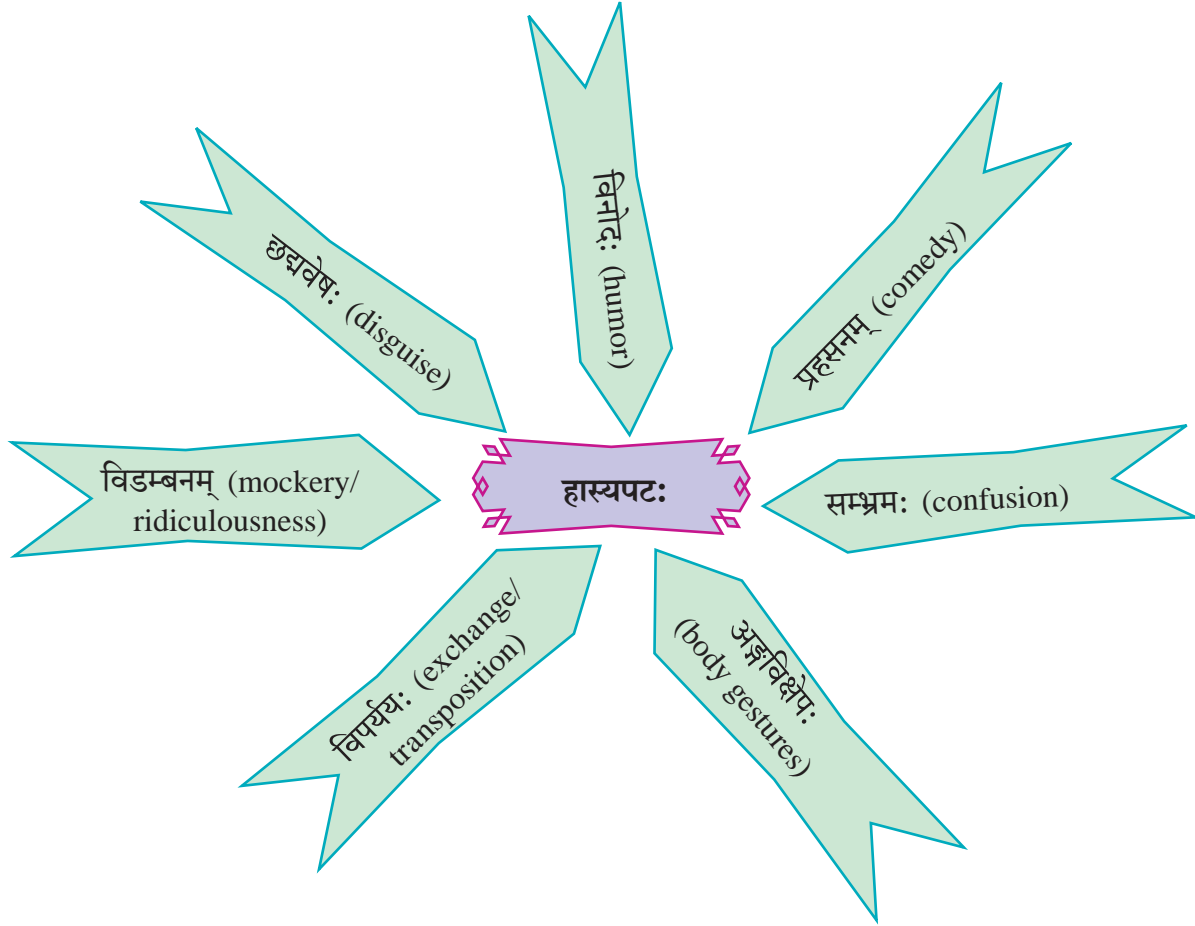 विनोदः (humor)
प्रहसनम् (comedy)
छद्मवेषः (disguise)
विडम्बनम् (mockery/
ridiculousness)
हास्यपटः
सम्भ्रमः (confusion)
विपर्ययः (exchange/
transposition)
अङ्गविक्षेपः
(body gestures)